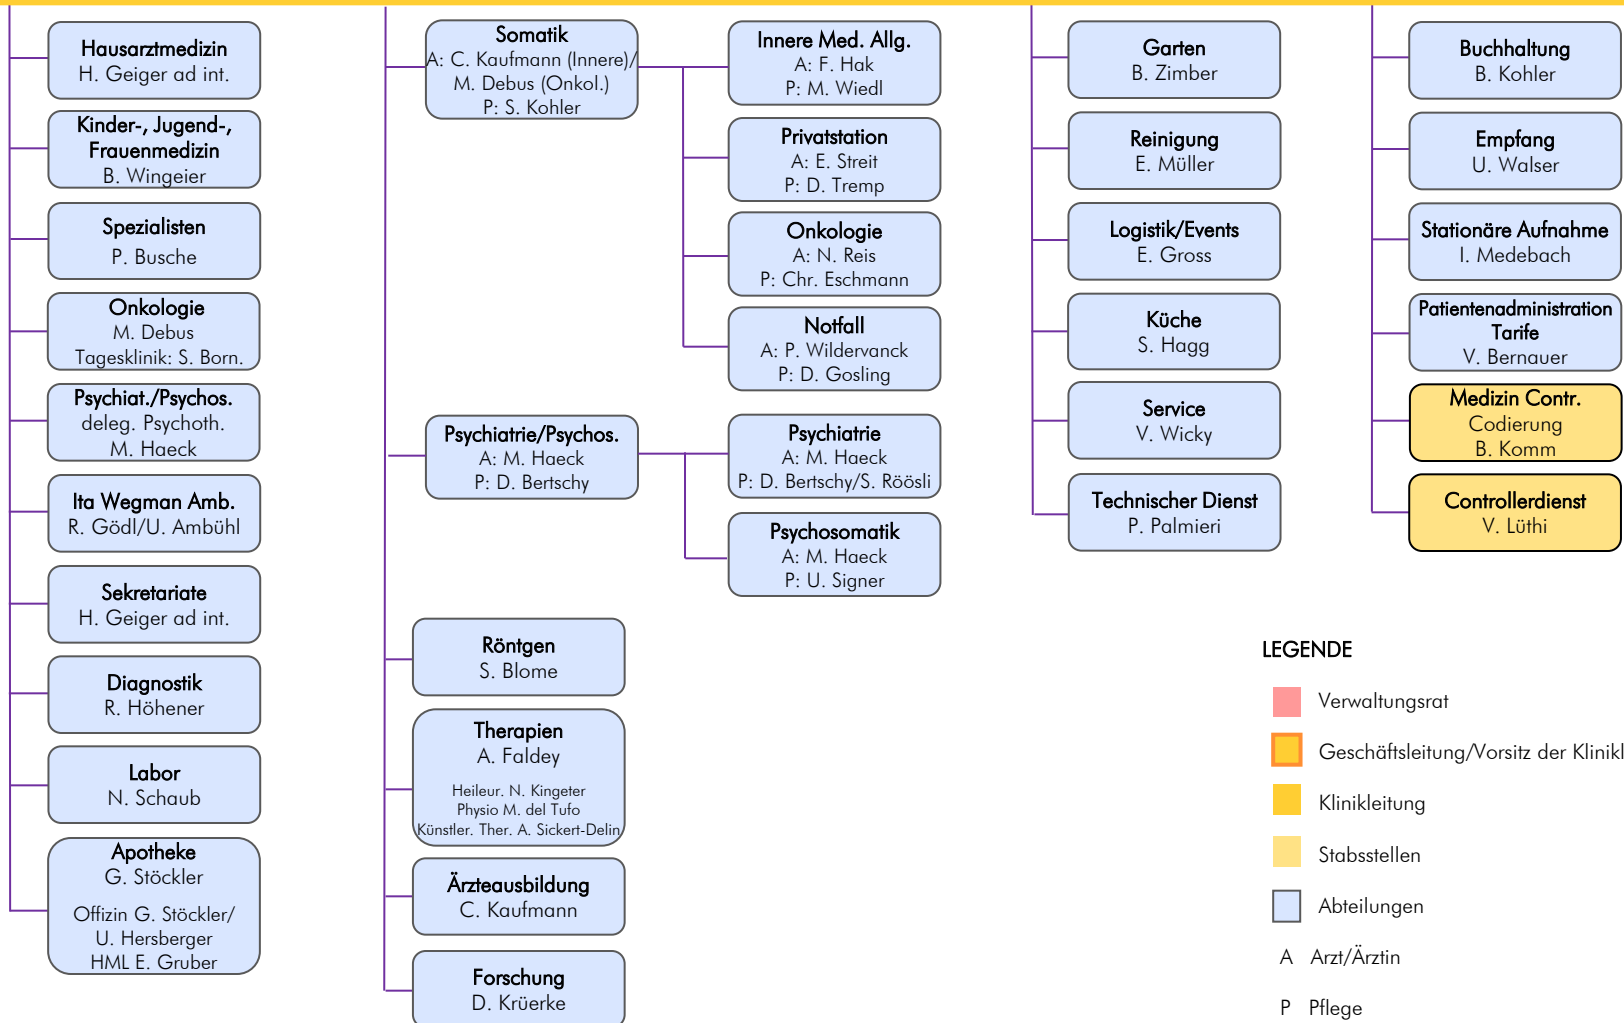 Hausarztmedizin
H. Geiger ad int.
Kinder-, Jugend-,
Frauenmedizin
B. Wingeier
Spezialisten
P. Busche
Onkologie
M. Debus
Tagesklinik: S. Born.
Psychiat./Psychos.
deleg. Psychoth.
M. Haeck
Ita Wegman Amb.
R. Gödl/U. Ambühl
Sekretariate
H. Geiger ad int.
Diagnostik
R. Höhener
Labor
N. Schaub
Apotheke
G. Stöckler
Offizin G. Stöckler/
U. Hersberger
HML E. Gruber
Somatik
A: C. Kaufmann (Innere)/
M. Debus (Onkol.)
P: S. Kohler
Psychiatrie/Psychos.
A: M. Haeck
P: D. Bertschy
Röntgen
S. Blome
Therapien
A. Faldey
Heileur. N. Kingeter
Physio M. del Tufo
Künstler. Ther. A. Sickert-Delin
Ärzteausbildung
C. Kaufmann
Forschung
D. Krüerke
Innere Med. Allg.
A: F. Hak
P: M. Wiedl
Privatstation
A: E. Streit
P: D. Tremp
Onkologie
A: N. Reis
P: Chr. Eschmann
Notfall
A: P. Wildervanck
P: D. Gosling
Psychiatrie
A: M. Haeck
P: D. Bertschy/S. Röösli
Psychosomatik
A: M. Haeck
P: U. Signer
Garten
B. Zimber
Reinigung
E. Müller
Logistik/Events
E. Gross
Küche
S. Hagg
Service
V. Wicky
Technischer Dienst
P. Palmieri
Buchhaltung
B. Kohler
Empfang
U. Walser
Stationäre Aufnahme
I. Medebach
Patientenadministration
Tarife
V. Bernauer
Medizin Contr.
Codierung
B. Komm
Controllerdienst
V. Lüthi
LEGENDE
Verwaltungsrat
Geschäftsleitung/Vorsitz der Klinikl
Klinikleitung
Stabsstellen
Abteilungen
A Arzt/Ärztin
P Pflege